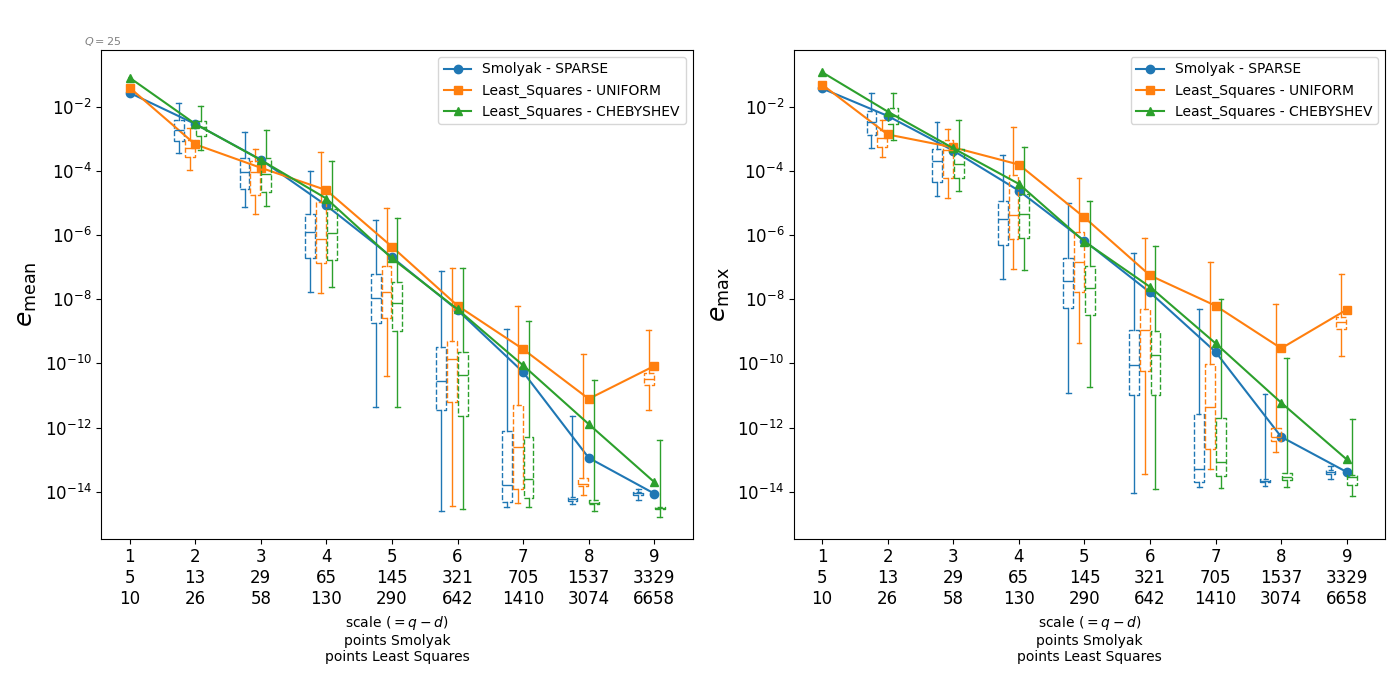 Q = 25
Smolyak - SPARSE
Least_Squares - UNIFORM
Least_Squares - CHEBYSHEV
e_mean
10^−2
10^−4
10^−6
10^−8
10^−10
10^−12
10^−14
1 2 3 4 5 6 7 8 9
5 13 29 65 145 321 705 1537 3329
10 26 58 130 290 642 1410 3074 6658
scale (= q − d)
points Smolyak
points Least Squares
Smolyak - SPARSE
Least_Squares - UNIFORM
Least_Squares - CHEBYSHEV
e_max
10^−2
10^−4
10^−6
10^−8
10^−10
10^−12
10^−14
1 2 3 4 5 6 7 8 9
5 13 29 65 145 321 705 1537 3329
10 26 58 130 290 642 1410 3074 6658
scale (= q − d)
points Smolyak
points Least Squares